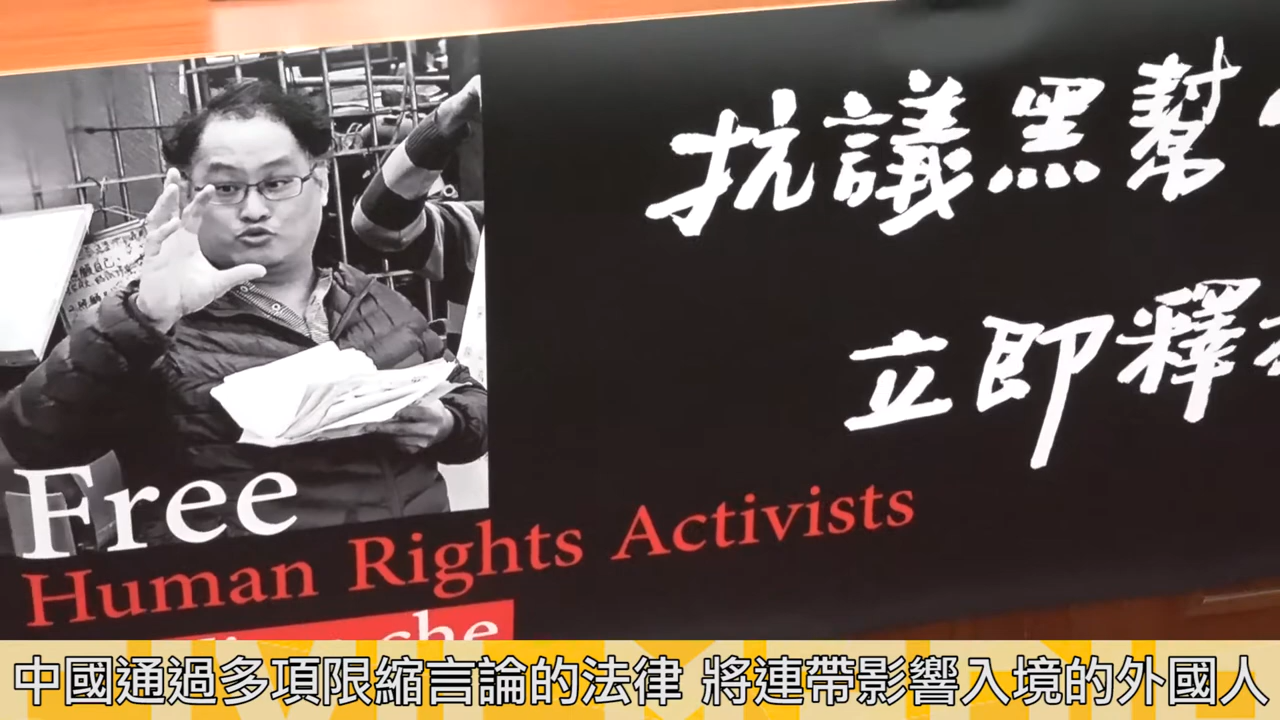 抗議黑幫
立即釋
Free
Human Rights Activists
che
中國通過多項限縮言論的法律 將連帶影響入境的外國人